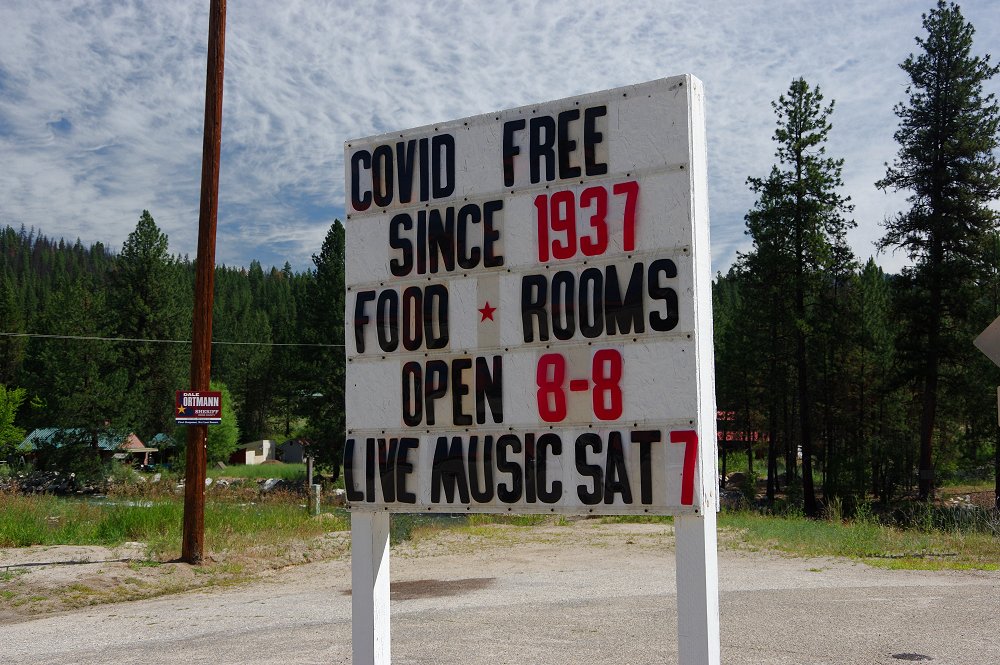 COVID FREE
SINCE 1937
FOOD ★ ROOMS
OPEN 8-8
LIVE MUSIC SAT 7
DALE
ORTMANN
SHERIFF